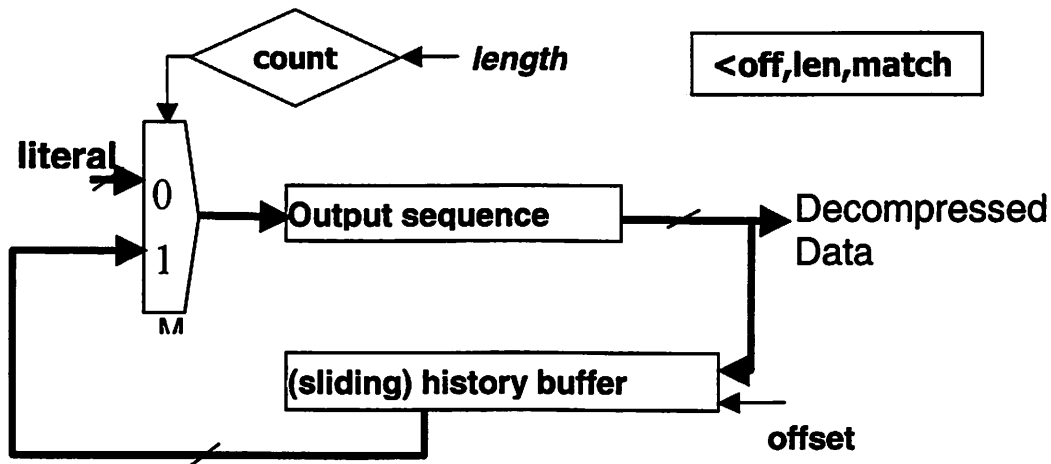 count
length
<off,len,match
literal
0
1
Output sequence
Decompressed
Data
M
(sliding) history buffer
offset